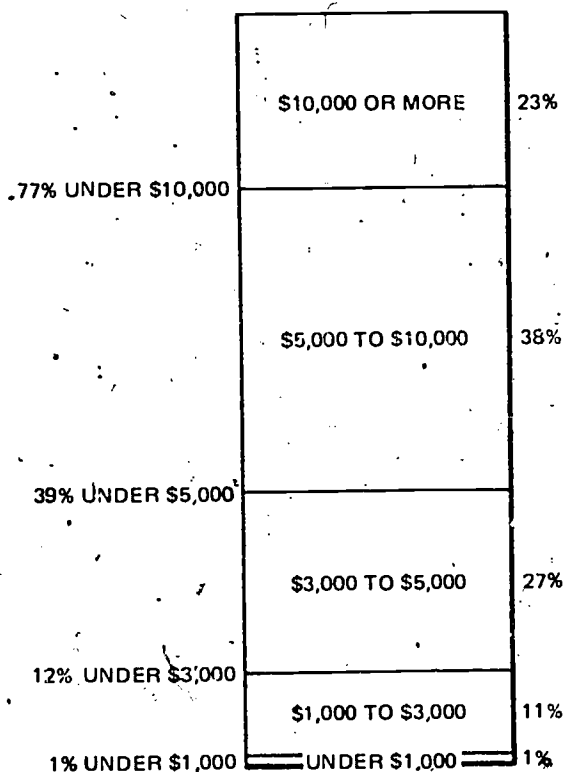 $10,000 OR MORE 23%
77% UNDER $10,000
$5,000 TO $10,000 38%
39% UNDER $5,000
$3,000 TO $5,000 27%
12% UNDER $3,000
$1,000 TO $3,000 11%
1% UNDER $1,000 UNDER $1,000 1%